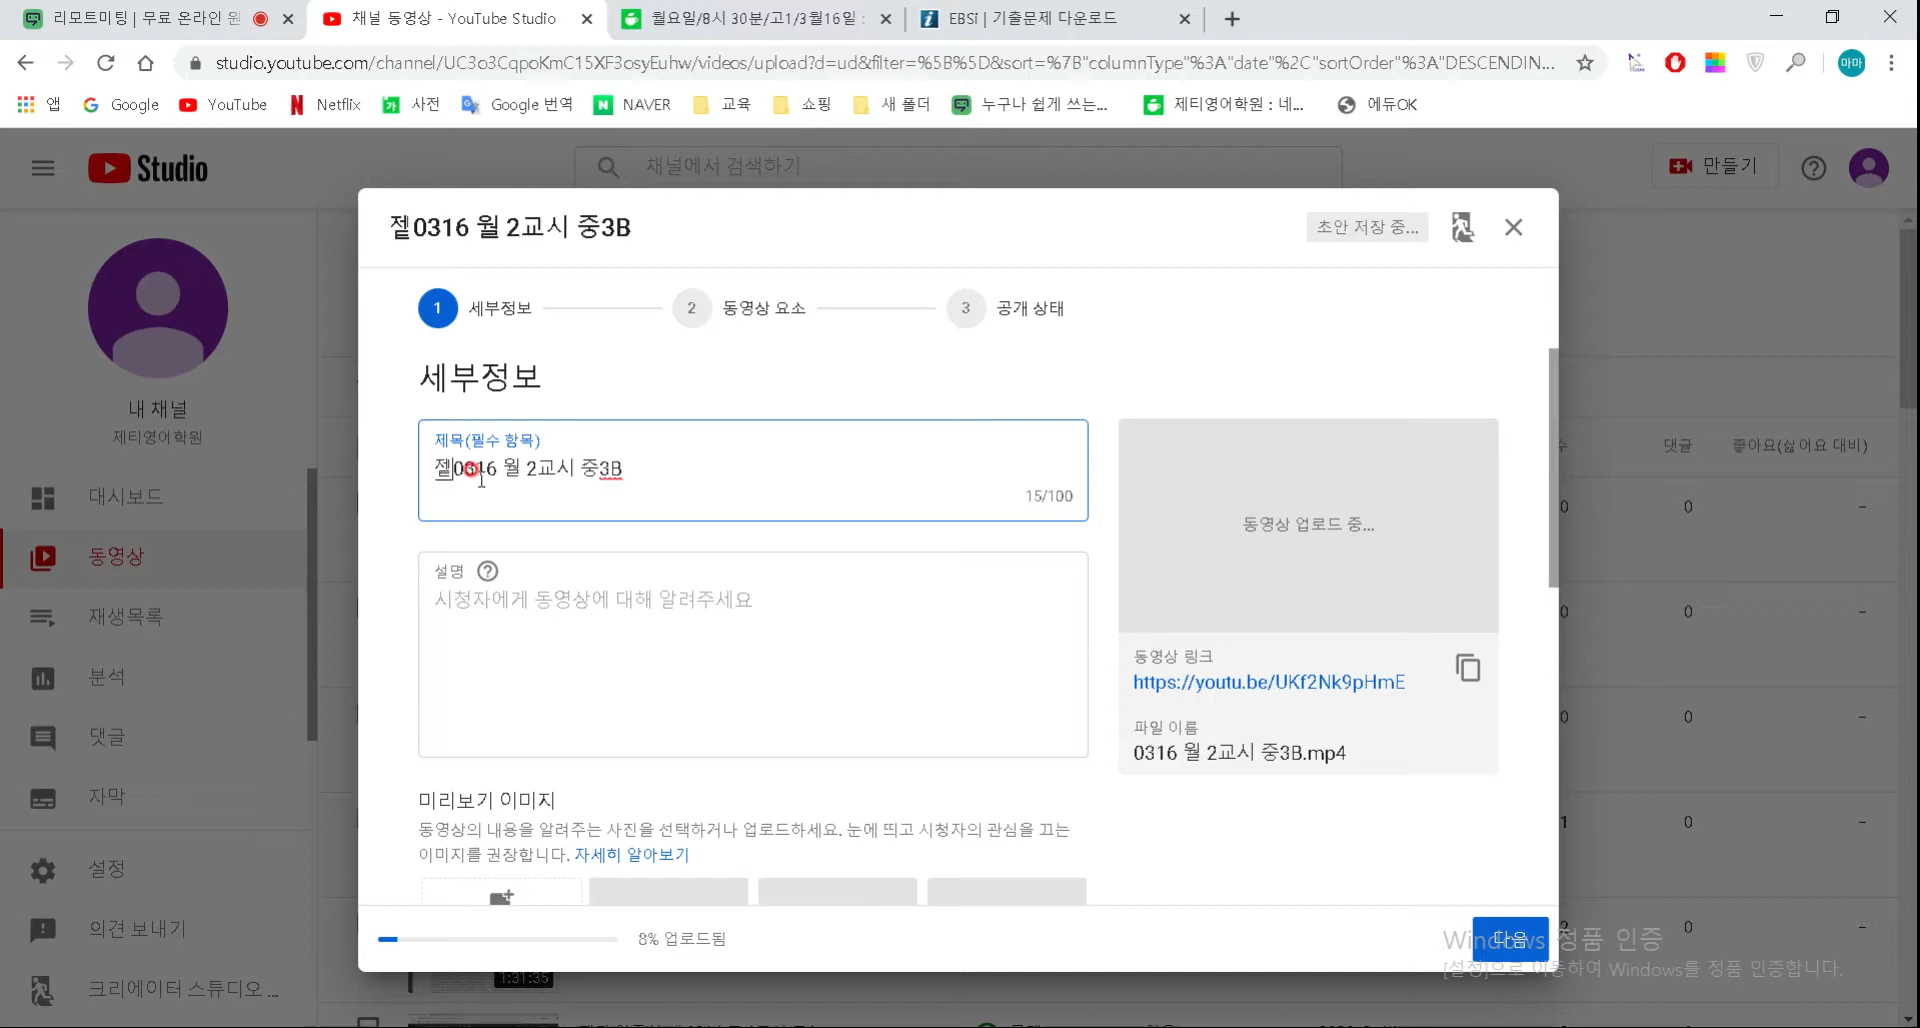 리모트미팅 | 무료 온라인 원
채널 동영상 - YouTube Studio
월요일/8시 30분/고1/3월16일 :
EBSi | 기출문제 다운로드
studio.youtube.com/channel/UC3o3CqpoKmC15XF3osyEuhw/videos/upload?d=ud&filter=%5B%5D&sort=%7B"columnType"%3A"date"%2C"sortOrder"%3A"DESCENDIN...
마마
앱 Google YouTube Netflix 사전 Google 번역 NAVER 교육 쇼핑 새 폴더 누구나 쉽게 쓰는... 제티영어학원 : 네... 에듀OK
Studio
채널에서 검색하기
만들기
젤0316 월 2교시 중3B
초안 저장 중...
1 세부정보 2 동영상 요소 3 공개 상태
세부정보
제목(필수 항목)
젤0316 월 2교시 중3B
15/100
설명
시청자에게 동영상에 대해 알려주세요
동영상 업로드 중...
동영상 링크
https://youtu.be/UKf2Nk9pHmE
파일 이름
0316 월 2교시 중3B.mp4
미리보기 이미지
동영상의 내용을 알려주는 사진을 선택하거나 업로드하세요. 눈에 띄고 시청자의 관심을 끄는
이미지를 권장합니다. 자세히 알아보기
8% 업로드됨
다음
내 채널
제티영어학원
대시보드
동영상
재생목록
분석
댓글
자막
설정
의견 보내기
크리에이터 스튜디오 ...
수 댓글 좋아요(싫어요 대비)
0 0 –
0 0 –
0 0 –
1 0 –
2 0 –
1:31:35
Windows 정품 인증
[설정]으로 이동하여 Windows를 정품 인증합니다.